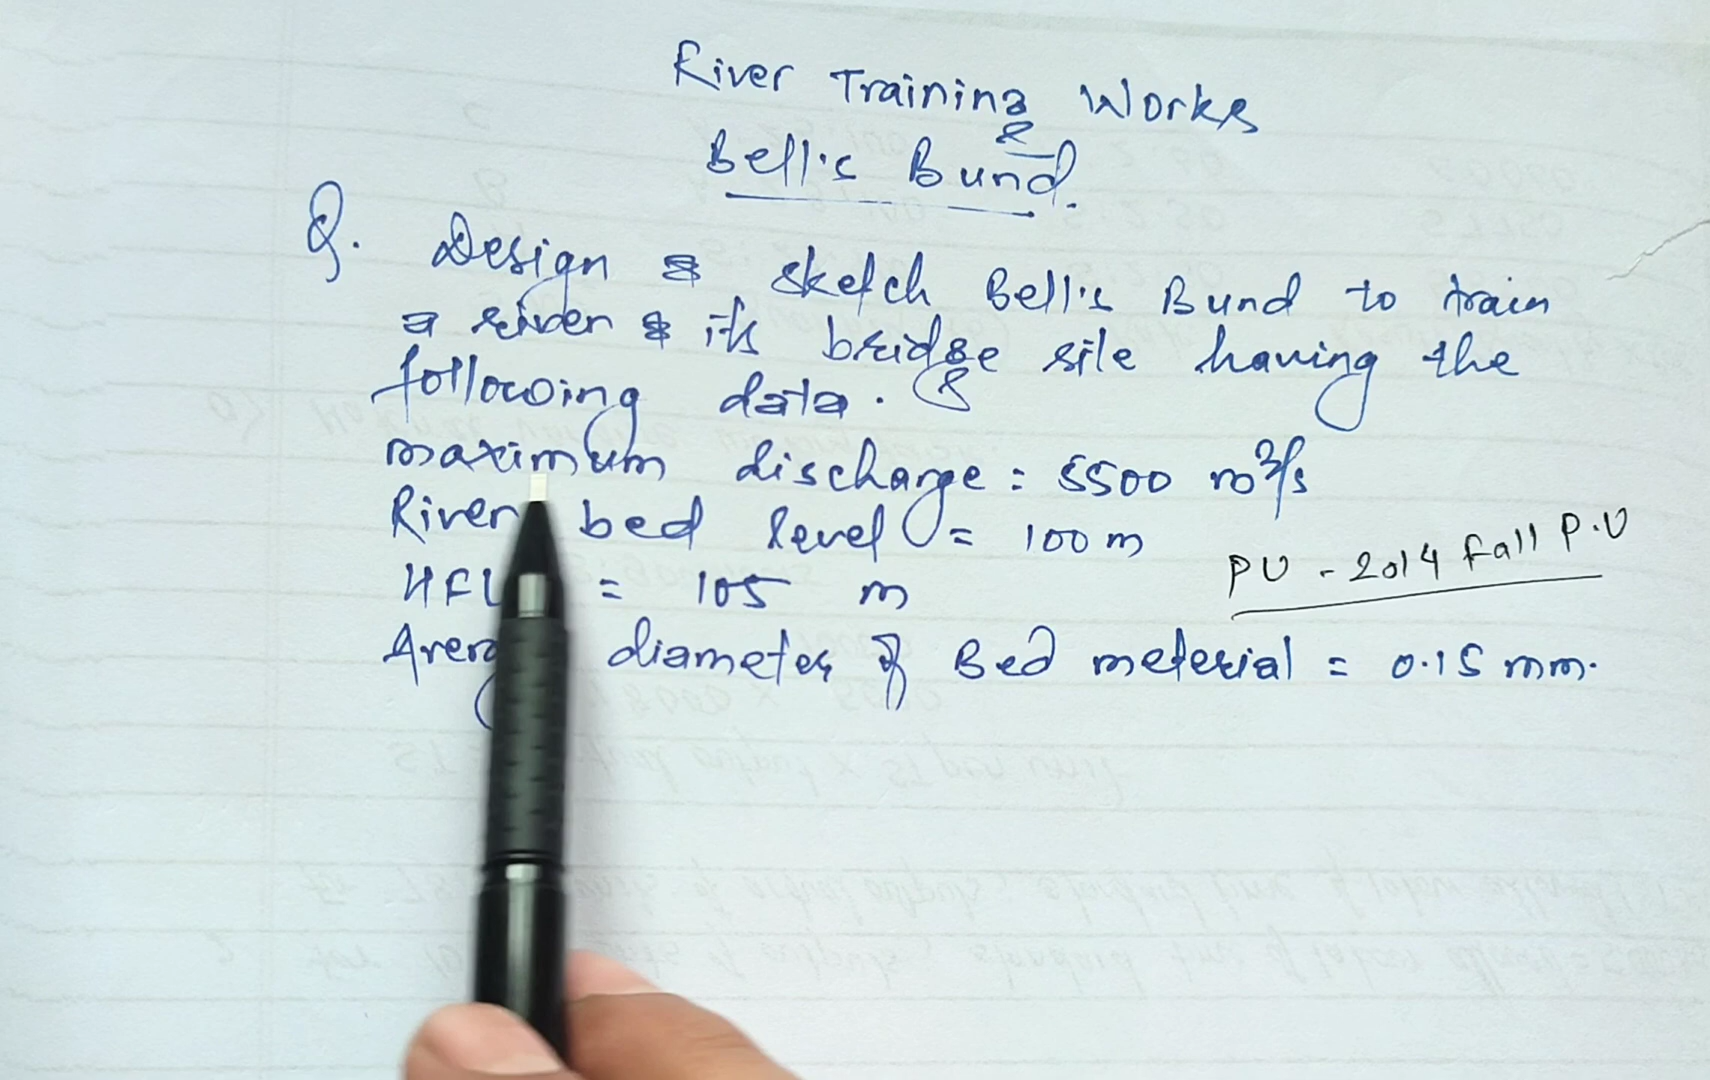 River Training Works
&
Bell's Bund.
Q. Design & sketch Bell's Bund to train
a river & its bridge site having the
following data. &
maximum discharge = 5500 m³/s
River bed level = 100 m
HFL = 105 m
PU - 2014 Fall P.U
diameter of Bed meterial = 0.15 mm.